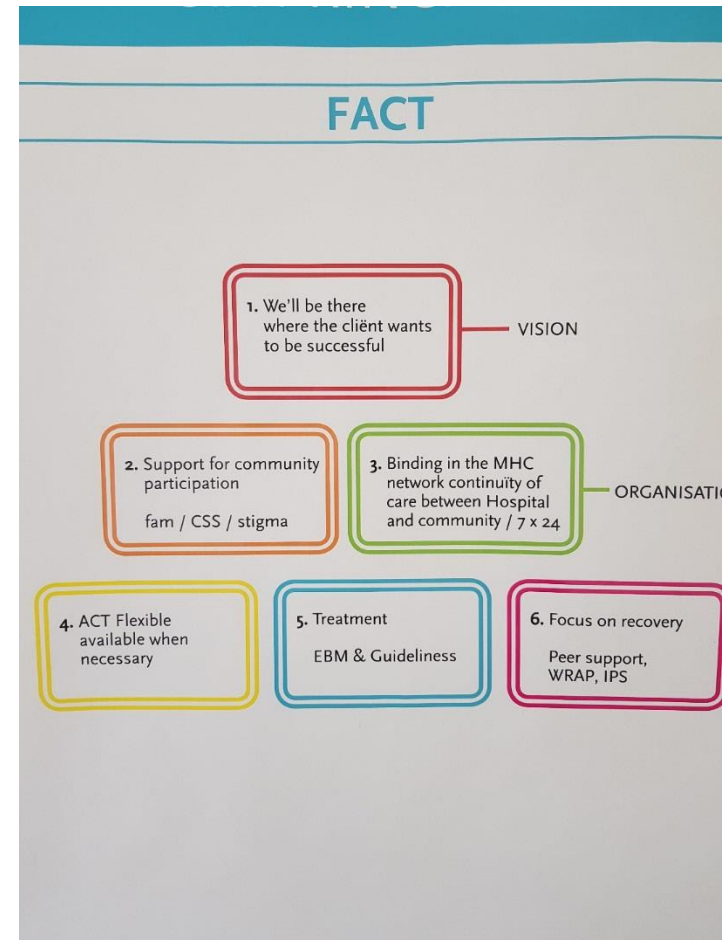 FACT
1. We'll be there
where the cliënt wants
to be successful
VISION
2. Support for community
participation
fam / CSS / stigma
3. Binding in the MHC
network continuïty of
care between Hospital
and community / 7 x 24
4. ACT Flexible
available when
necessary
5. Treatment
EBM & Guideliness
6. Focus on recovery
Peer support,
WRAP, IPS